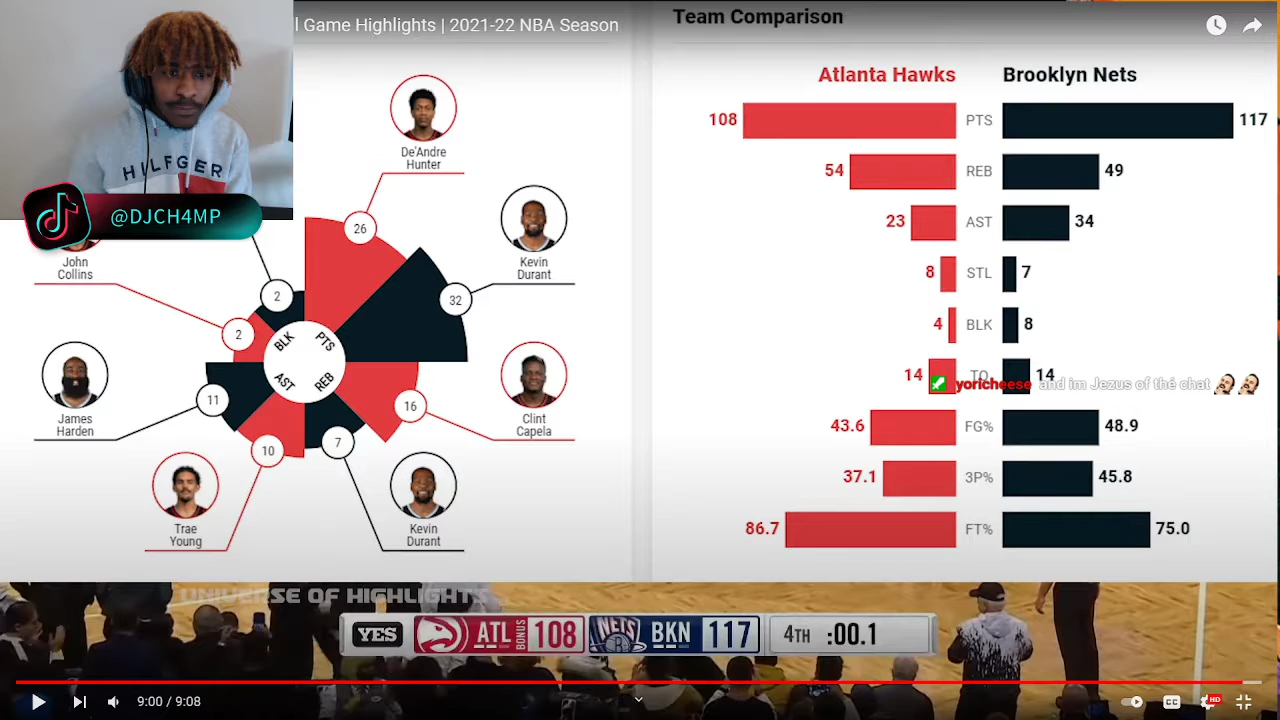 l Game Highlights | 2021-22 NBA Season
HILFGER
@DJCH4MP
De'Andre
Hunter
26
Kevin
Durant
32
John
Collins
2
2
BLK
PTS
AST
REB
James
Harden
11
Clint
Capela
16
10
7
Trae
Young
Kevin
Durant
Team Comparison
Atlanta Hawks Brooklyn Nets
108 PTS 117
54 REB 49
23 AST 34
8 STL 7
4 BLK 8
14 TO 14
yoricheese and im Jezus of thé chat
43.6 FG% 48.9
37.1 3P% 45.8
86.7 FT% 75.0
UNIVERSE OF HIGHLIGHTS
YES ATL BONUS 108 NETS BKN 117 4TH :00.1
9:00 / 9:08
CC
HD